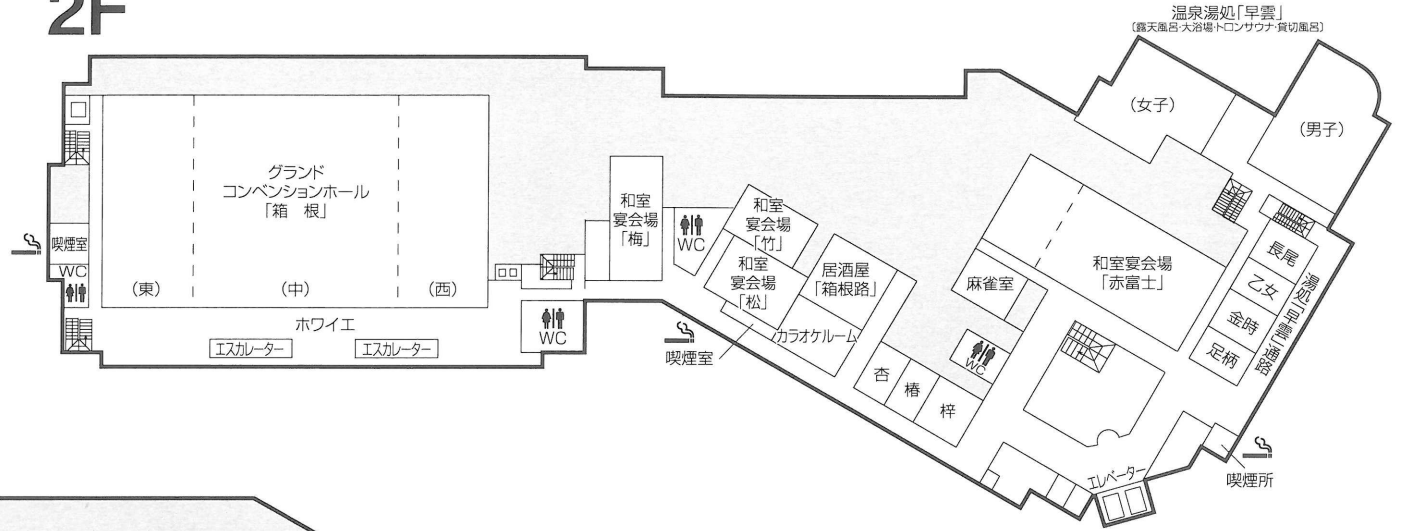 2F
温泉湯処「早雲」
(露天風呂・大浴場・トロンサウナ・貸切風呂)
(女子)
(男子)
グランド
コンベンションホール
「箱 根」
(東)
(中)
(西)
喫煙室
WC
ホワイエ
エスカレーター
エスカレーター
WC
和室
宴会場
「梅」
WC
和室
宴会場
「竹」
和室
宴会場
「松」
居酒屋
「箱根路」
カラオケルーム
喫煙室
麻雀室
WC
杏
椿
梓
和室宴会場
「赤富士」
長尾
乙女
金時
足柄
湯処「早雲」通路
エレベーター
喫煙所